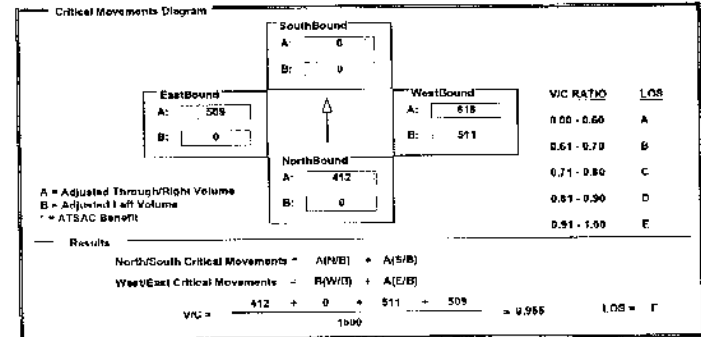 Critical Movements Diagram
SouthBound
A: 0
B: 0
EastBound
A: 509
B: 0
WestBound
A: 618
B: 511
NorthBound
A: 412
B: 0
V/C RATIO LOS
0.00 - 0.60 A
0.61 - 0.70 B
0.71 - 0.80 C
0.81 - 0.90 D
0.91 - 1.00 E
A = Adjusted Through/Right Volume
B = Adjusted Left Volume
* = ATSAC Benefit
Results
North/South Critical Movements = A(N/B) + A(S/B)
West/East Critical Movements = B(W/B) + A(E/B)
V/C = 412 + 0 + 511 + 509 = 0.955 LOS =
1500